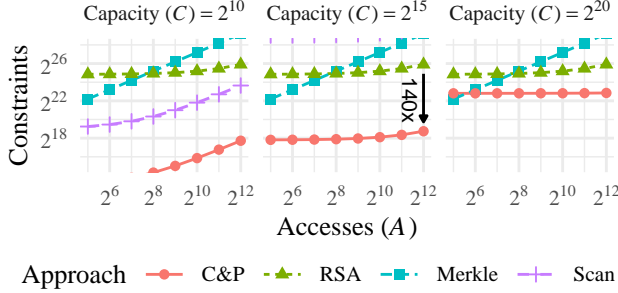 Capacity (C) = 2^10 Capacity (C) = 2^15 Capacity (C) = 2^20
Constraints
2^26
2^22
2^18
140x
2^6 2^8 2^10 2^12 2^6 2^8 2^10 2^12 2^6 2^8 2^10 2^12
Accesses (A)
Approach C&P RSA Merkle Scan